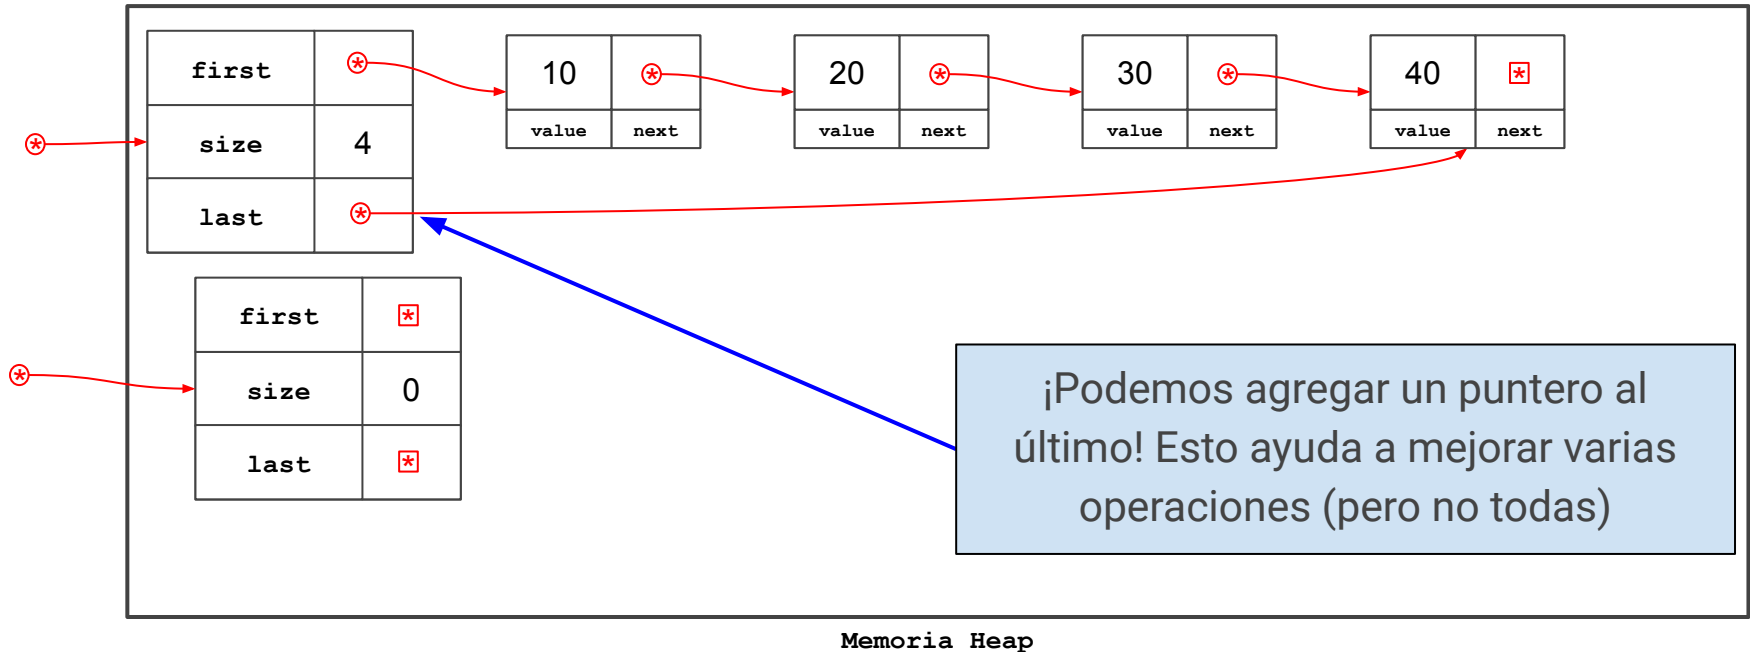 first
10
20
30
40
value next
value next
value next
value next
size 4
last
first
size 0
last
¡Podemos agregar un puntero al
último! Esto ayuda a mejorar varias
operaciones (pero no todas)
Memoria Heap